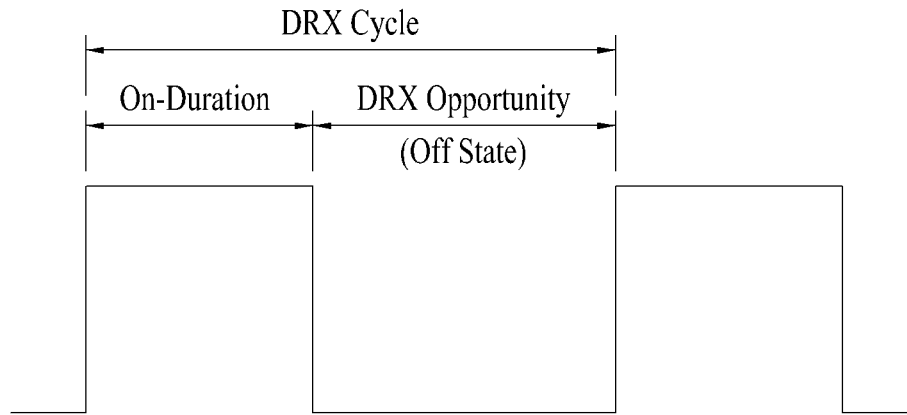 DRX Cycle
On-Duration
DRX Opportunity
(Off State)